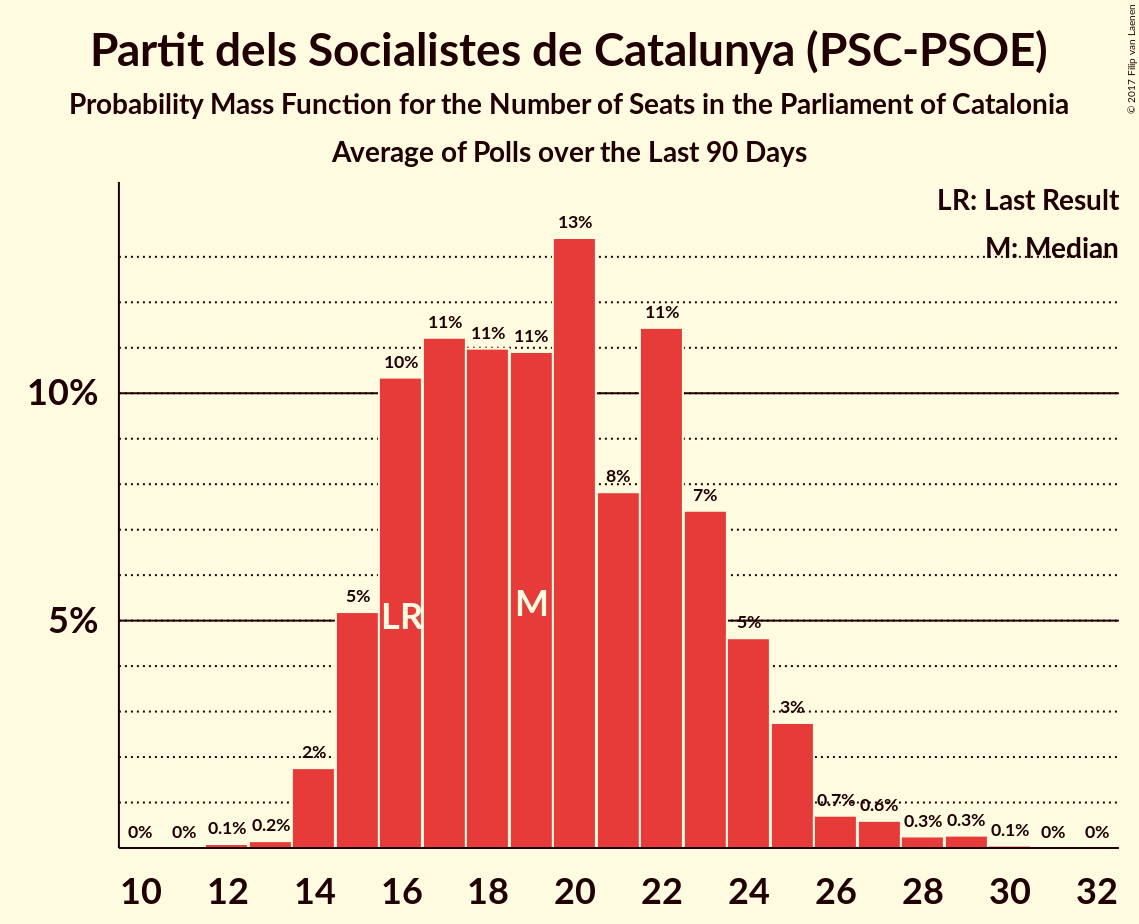 Partit dels Socialistes de Catalunya (PSC-PSOE)
Probability Mass Function for the Number of Seats in the Parliament of Catalonia
Average of Polls over the Last 90 Days
© 2017 Filip van Laenen
LR: Last Result
M: Median
10%
5%
0%
0%
0.1%
0.2%
2%
5%
10%
11%
11%
11%
13%
8%
11%
7%
5%
3%
0.7%
0.6%
0.3%
0.3%
0.1%
0%
0%
LR
M
10 12 14 16 18 20 22 24 26 28 30 32